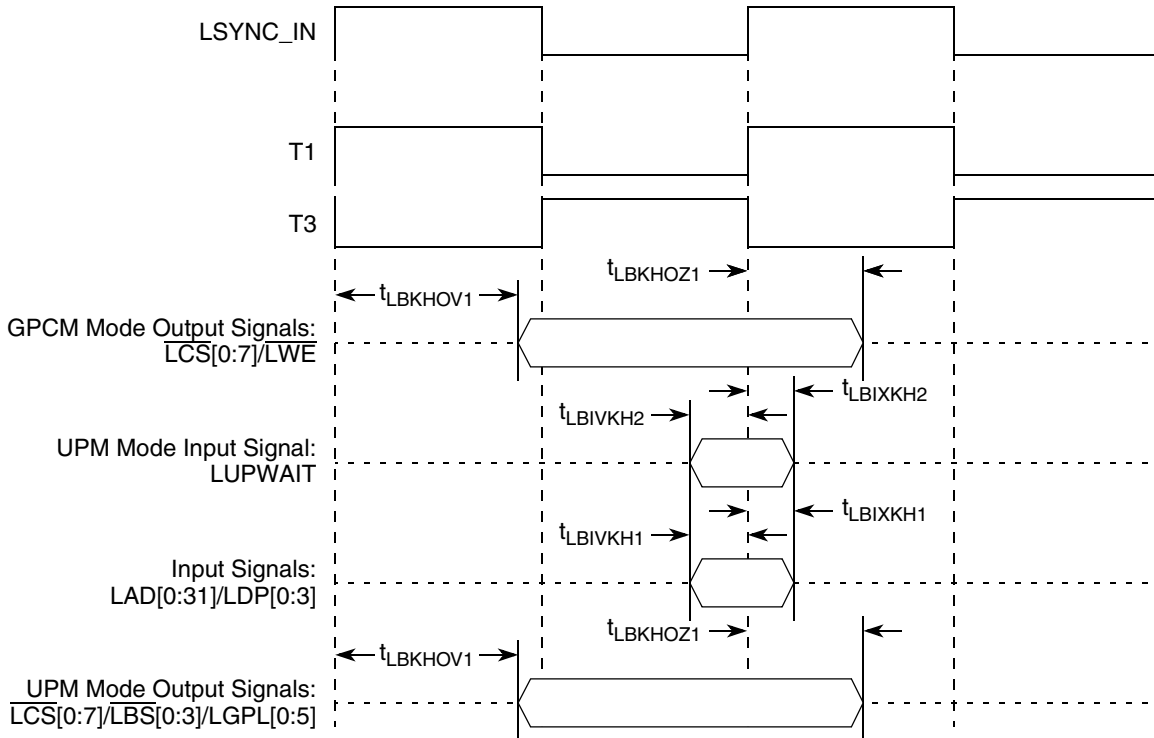 LSYNC_IN
T1
T3
tLBKHOZ1
tLBKHOV1
GPCM Mode Output Signals:
LCS[0:7]/LWE
tLBIXKH2
tLBIVKH2
UPM Mode Input Signal:
LUPWAIT
tLBIXKH1
tLBIVKH1
Input Signals:
LAD[0:31]/LDP[0:3]
tLBKHOZ1
tLBKHOV1
UPM Mode Output Signals:
LCS[0:7]/LBS[0:3]/LGPL[0:5]